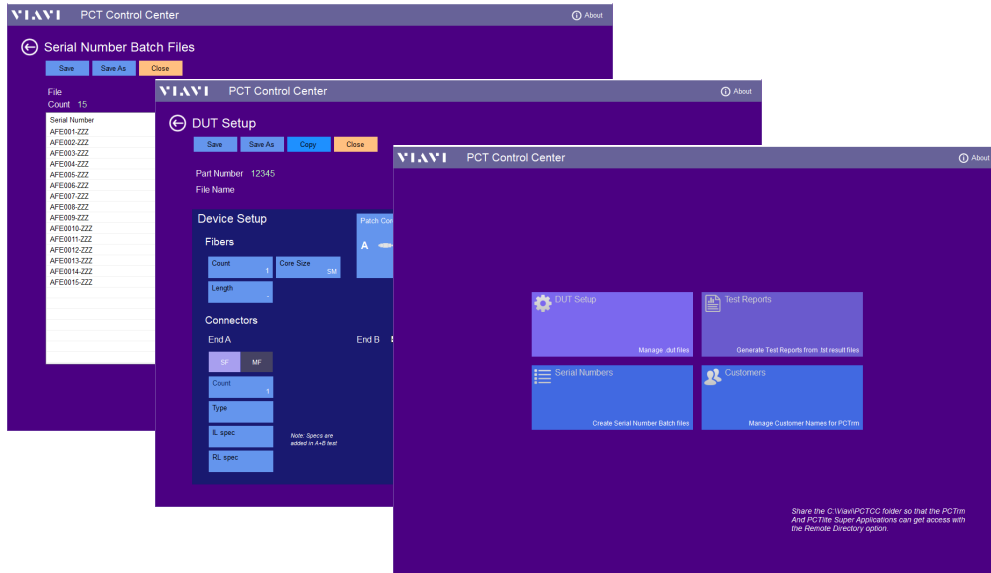 VIAVI PCT Control Center About
Serial Number Batch Files
Save Save As Close
File
Count 15
Serial Number
AFE001-ZZZ
AFE002-ZZZ
AFE003-ZZZ
AFE004-ZZZ
AFE005-ZZZ
AFE006-ZZZ
AFE007-ZZZ
AFE008-ZZZ
AFE009-ZZZ
AFE0010-ZZZ
AFE0011-ZZZ
AFE0012-ZZZ
AFE0013-ZZZ
AFE0014-ZZZ
AFE0015-ZZZ
VIAVI PCT Control Center About
DUT Setup
Save Save As Copy Close
Part Number 12345
File Name
Device Setup
Patch Cor
Fibers
A
Count 1 Core Size SM
Length -
Connectors
End A End B
SF MF
Count 1
Type
IL spec
RL spec
Note: Specs are
added in A+B test
VIAVI PCT Control Center About
DUT Setup
Manage .dut files
Test Reports
Generate Test Reports from .tst result files
Serial Numbers
Create Serial Number Batch files
Customers
Manage Customer Names for PCTrm
Share the C:\Viavi\PCTCC folder so that the PCTrm
And PCTlite Super Applications can get access with
the Remote Directory option.